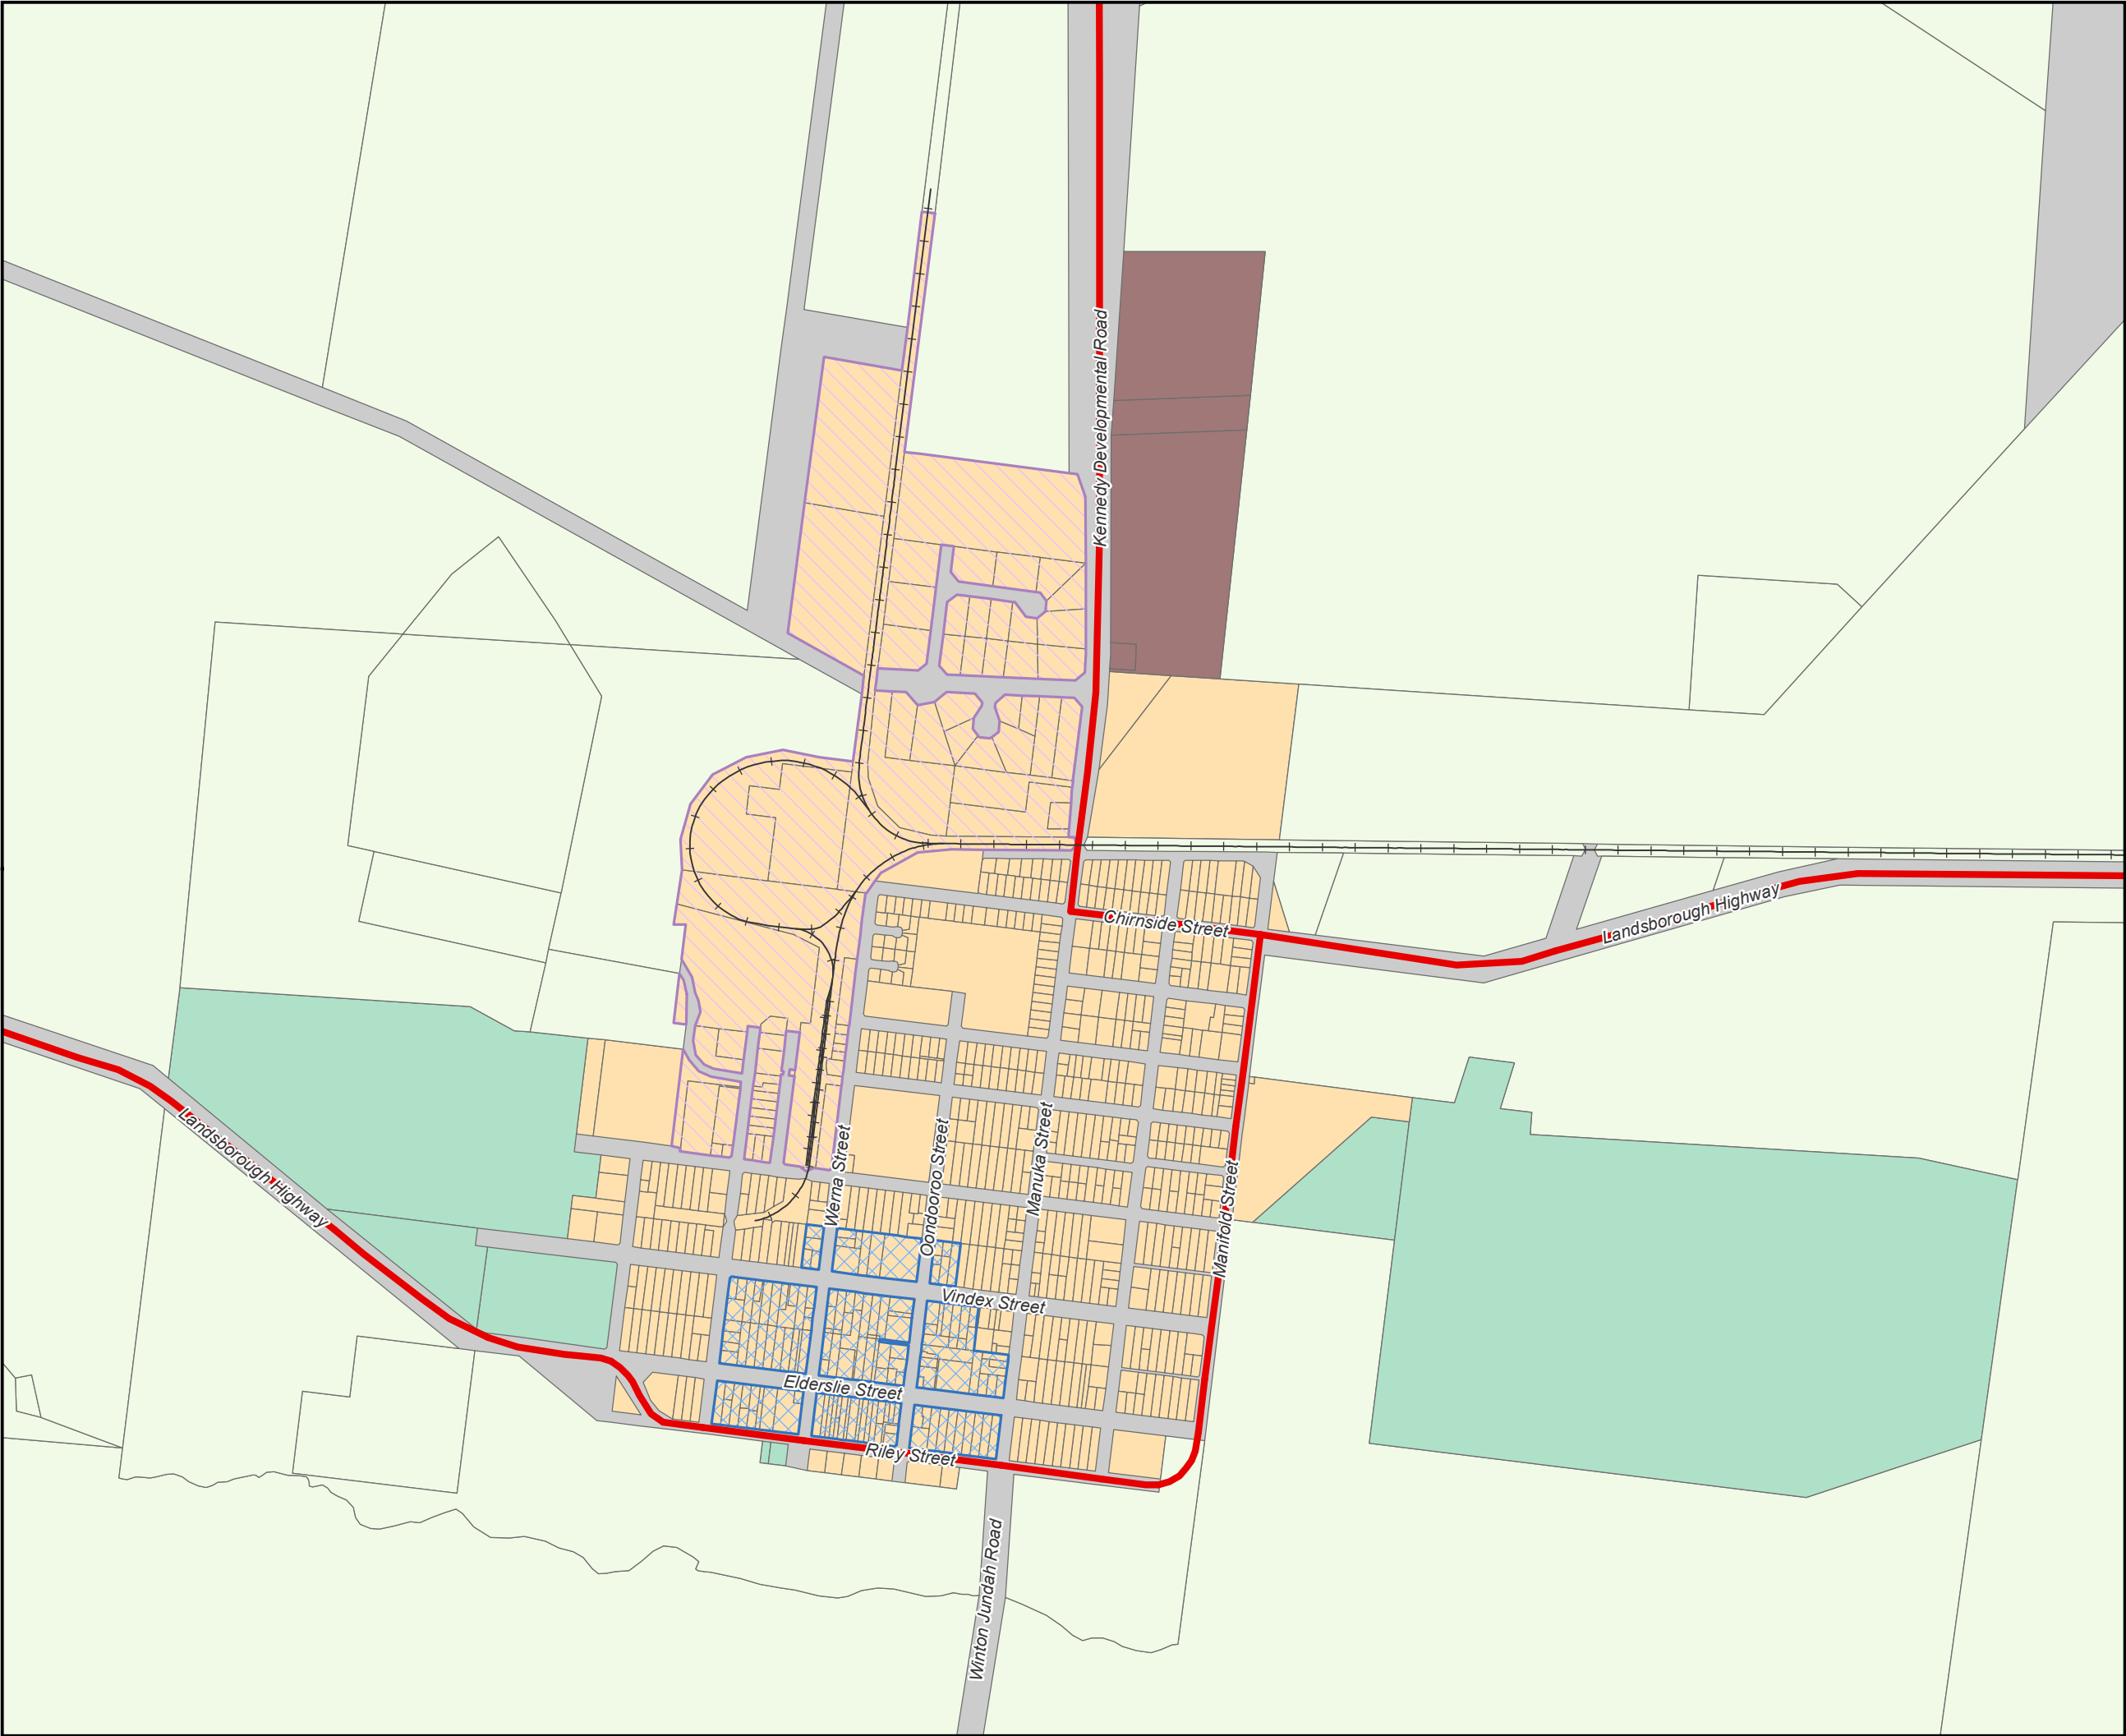 Kennedy Developmental Road
Chirnside Street
Landsborough Highway
Landsborough Highway
Werna Street
Oondooroo Street
Manuka Street
Manifold Street
Vindex Street
Elderslie Street
Riley Street
Winton Jundah Road